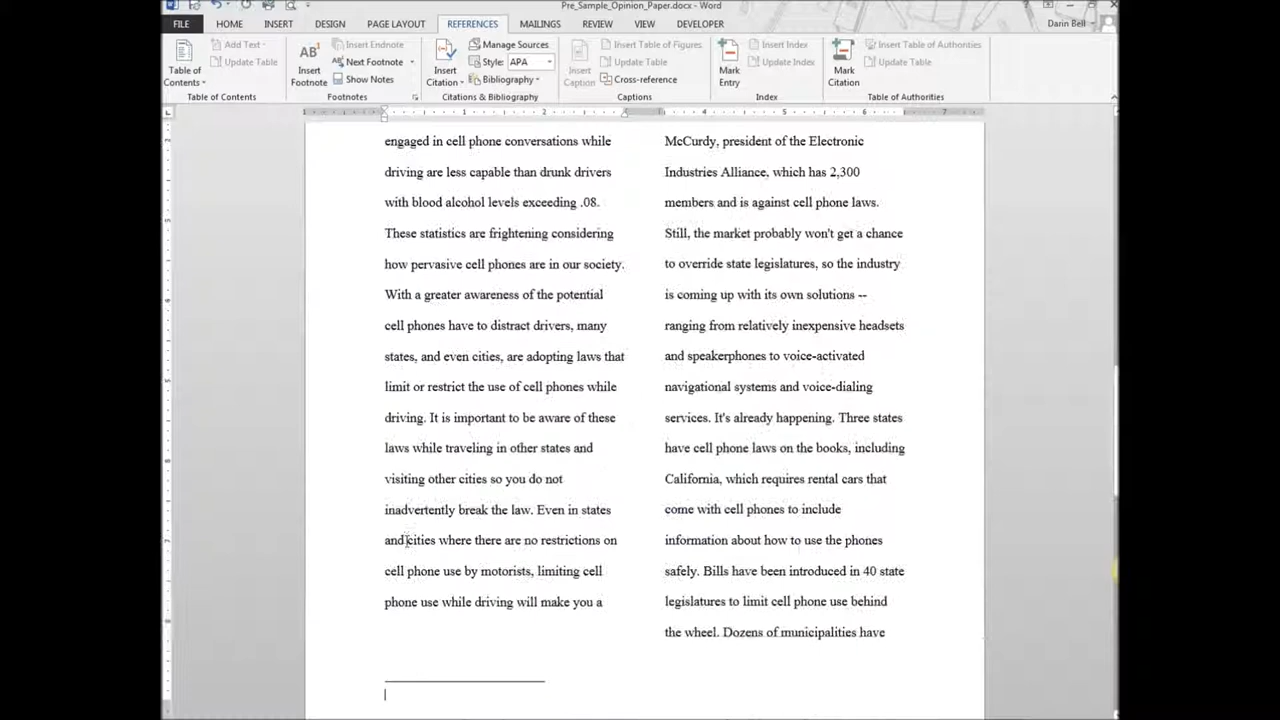 Pre_Sample_Opinion_Paper.docx - Word
FILE HOME INSERT DESIGN PAGE LAYOUT REFERENCES MAILINGS REVIEW VIEW DEVELOPER Darin Bell
Table of Contents
Add Text
Update Table
Table of Contents
AB1
Insert Footnote
Insert Endnote
Next Footnote
Show Notes
Footnotes
Insert Citation
Manage Sources
Style: APA
Bibliography
Citations & Bibliography
Insert Caption
Insert Table of Figures
Update Table
Cross-reference
Captions
Mark Entry
Insert Index
Update Index
Index
Mark Citation
Insert Table of Authorities
Update Table
Table of Authorities
1 1 2 4 5 6 7
engaged in cell phone conversations while
driving are less capable than drunk drivers
with blood alcohol levels exceeding .08.
These statistics are frightening considering
how pervasive cell phones are in our society.
With a greater awareness of the potential
cell phones have to distract drivers, many
states, and even cities, are adopting laws that
limit or restrict the use of cell phones while
driving. It is important to be aware of these
laws while traveling in other states and
visiting other cities so you do not
inadvertently break the law. Even in states
and cities where there are no restrictions on
cell phone use by motorists, limiting cell
phone use while driving will make you a
McCurdy, president of the Electronic
Industries Alliance, which has 2,300
members and is against cell phone laws.
Still, the market probably won't get a chance
to override state legislatures, so the industry
is coming up with its own solutions --
ranging from relatively inexpensive headsets
and speakerphones to voice-activated
navigational systems and voice-dialing
services. It's already happening. Three states
have cell phone laws on the books, including
California, which requires rental cars that
come with cell phones to include
information about how to use the phones
safely. Bills have been introduced in 40 state
legislatures to limit cell phone use behind
the wheel. Dozens of municipalities have